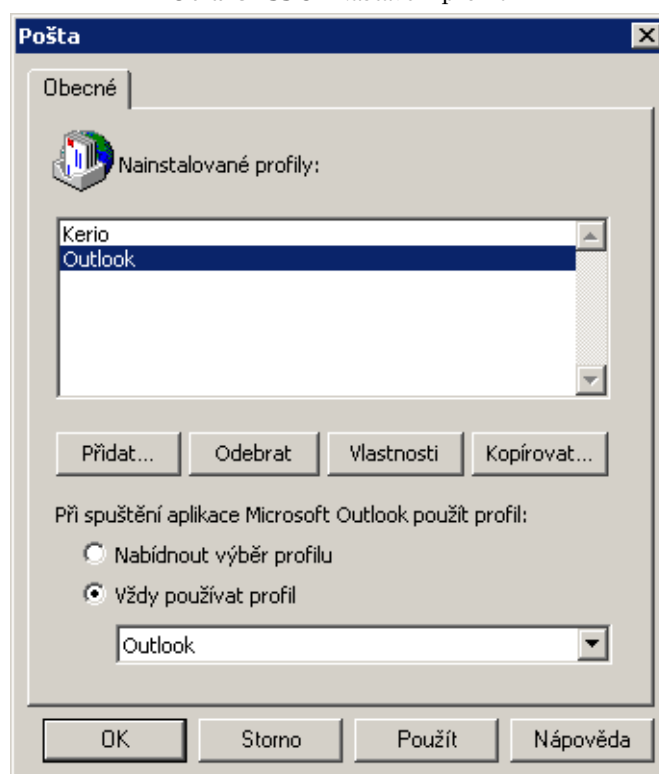 Pošta
Obecné
Nainstalované profily:
Kerio
Outlook
Přidat... Odebrat Vlastnosti Kopírovat...
Při spuštění aplikace Microsoft Outlook použít profil:
Nabídnout výběr profilu
Vždy používat profil
Outlook
OK Storno Použít Nápověda